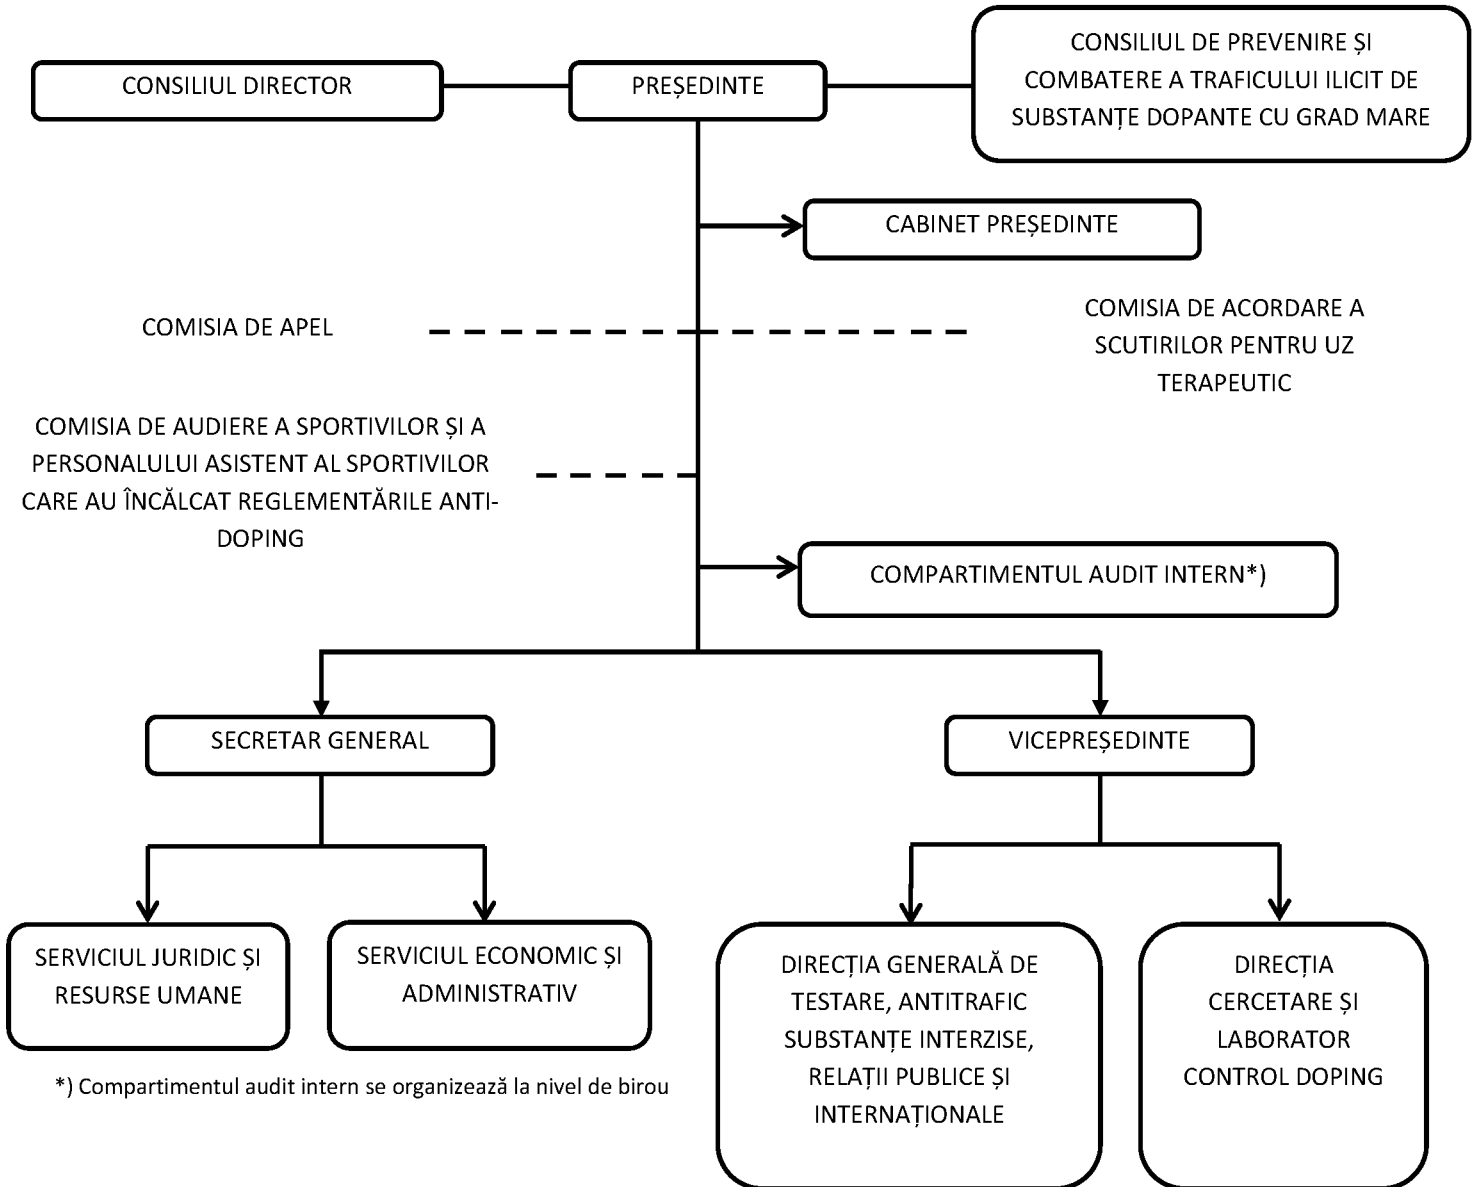 CONSILIUL DIRECTOR
PREȘEDINTE
CONSILIUL DE PREVENIRE ȘI
COMBATERE A TRAFICULUI ILICIT DE
SUBSTANȚE DOPANTE CU GRAD MARE
CABINET PREȘEDINTE
COMISIA DE APEL
COMISIA DE ACORDARE A
SCUTIRILOR PENTRU UZ
TERAPEUTIC
COMISIA DE AUDIERE A SPORTIVILOR ȘI A
PERSONALULUI ASISTENT AL SPORTIVILOR
CARE AU ÎNCĂLCAT REGLEMENTĂRILE ANTI-
DOPING
COMPARTIMENTUL AUDIT INTERN*)
SECRETAR GENERAL
VICEPREȘEDINTE
SERVICIUL JURIDIC ȘI
RESURSE UMANE
SERVICIUL ECONOMIC ȘI
ADMINISTRATIV
DIRECȚIA GENERALĂ DE
TESTARE, ANTITRAFIC
SUBSTANȚE INTERZISE,
RELAȚII PUBLICE ȘI
INTERNAȚIONALE
DIRECȚIA
CERCETARE ȘI
LABORATOR
CONTROL DOPING
*) Compartimentul audit intern se organizează la nivel de birou